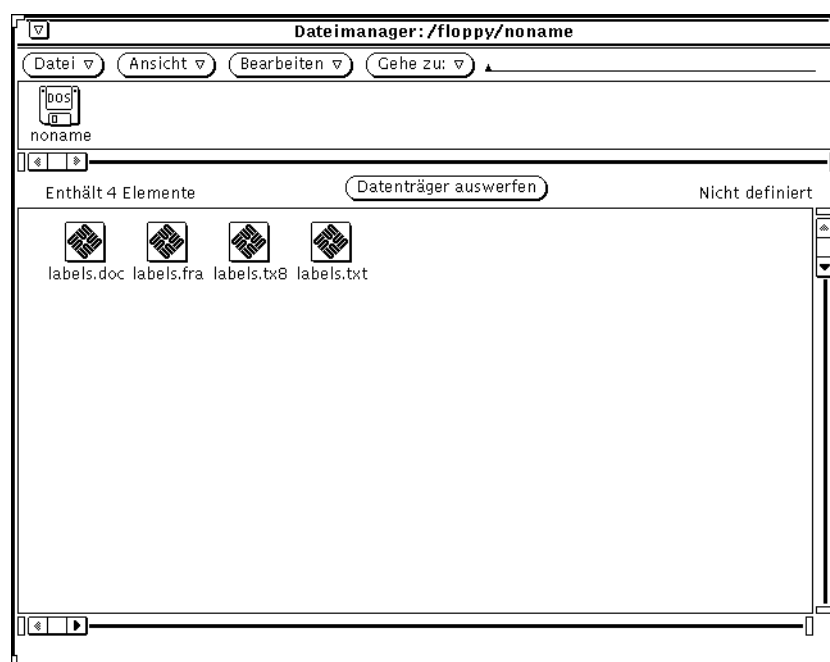 Dateimanager:/floppy/noname
Datei Ansicht Bearbeiten Gehe zu:
DOS
noname
Enthält 4 Elemente Datenträger auswerfen Nicht definiert
labels.doc labels.fra labels.tx8 labels.txt